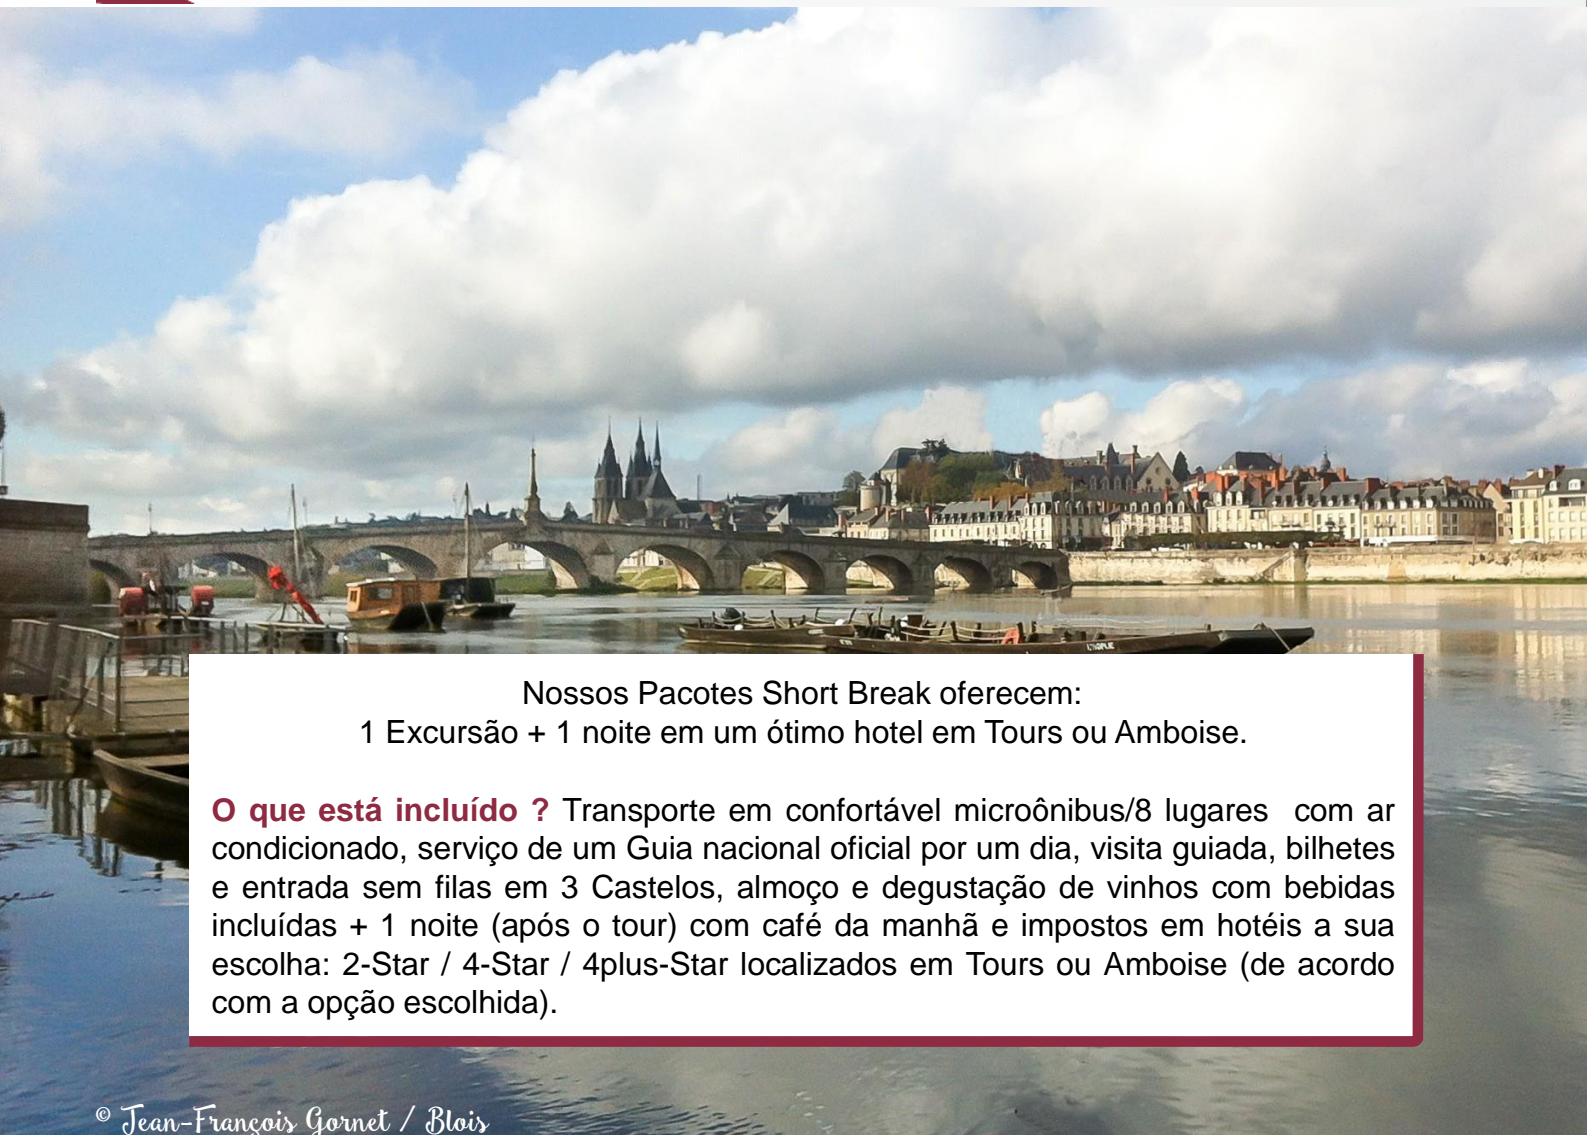 Nossos Pacotes Short Break oferecem:
1 Excursão + 1 noite em um ótimo hotel em Tours ou Amboise.
O que está incluído ? Transporte em confortável microônibus/8 lugares com ar
condicionado, serviço de um Guia nacional oficial por um dia, visita guiada, bilhetes
e entrada sem filas em 3 Castelos, almoço e degustação de vinhos com bebidas
incluídas + 1 noite (após o tour) com café da manhã e impostos em hotéis a sua
escolha: 2-Star / 4-Star / 4plus-Star localizados em Tours ou Amboise (de acordo
com a opção escolhida).
© Jean-François Gornet / Blois